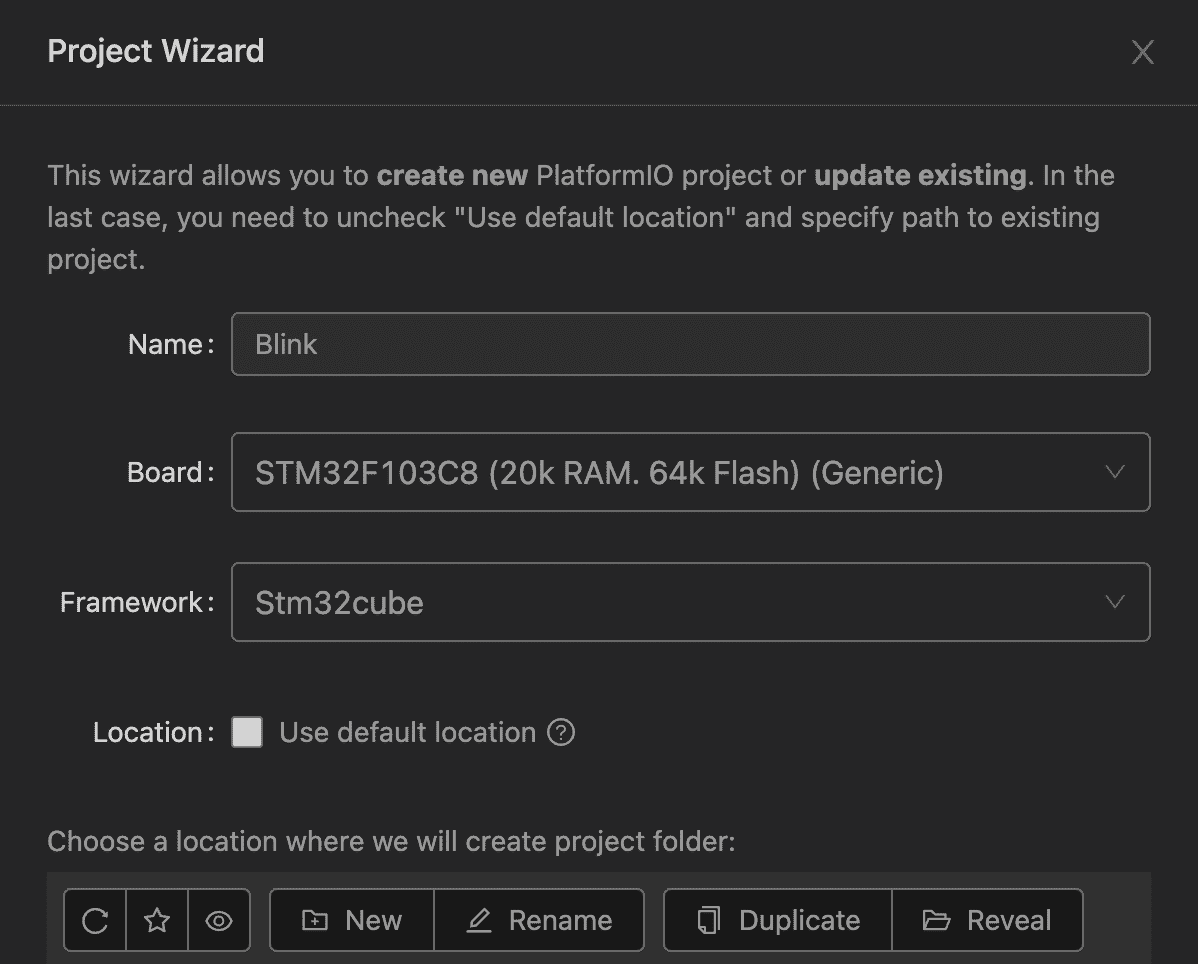 Project Wizard
This wizard allows you to create new PlatformIO project or update existing. In the
last case, you need to uncheck "Use default location" and specify path to existing
project.
Name: Blink
Board: STM32F103C8 (20k RAM. 64k Flash) (Generic)
Framework: Stm32cube
Location: Use default location ?
Choose a location where we will create project folder:
New Rename Duplicate Reveal